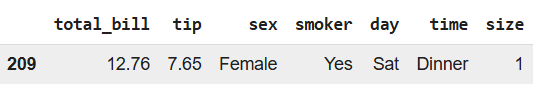 total_bill tip sex smoker day time size
209 12.76 7.65 Female Yes Sat Dinner 1